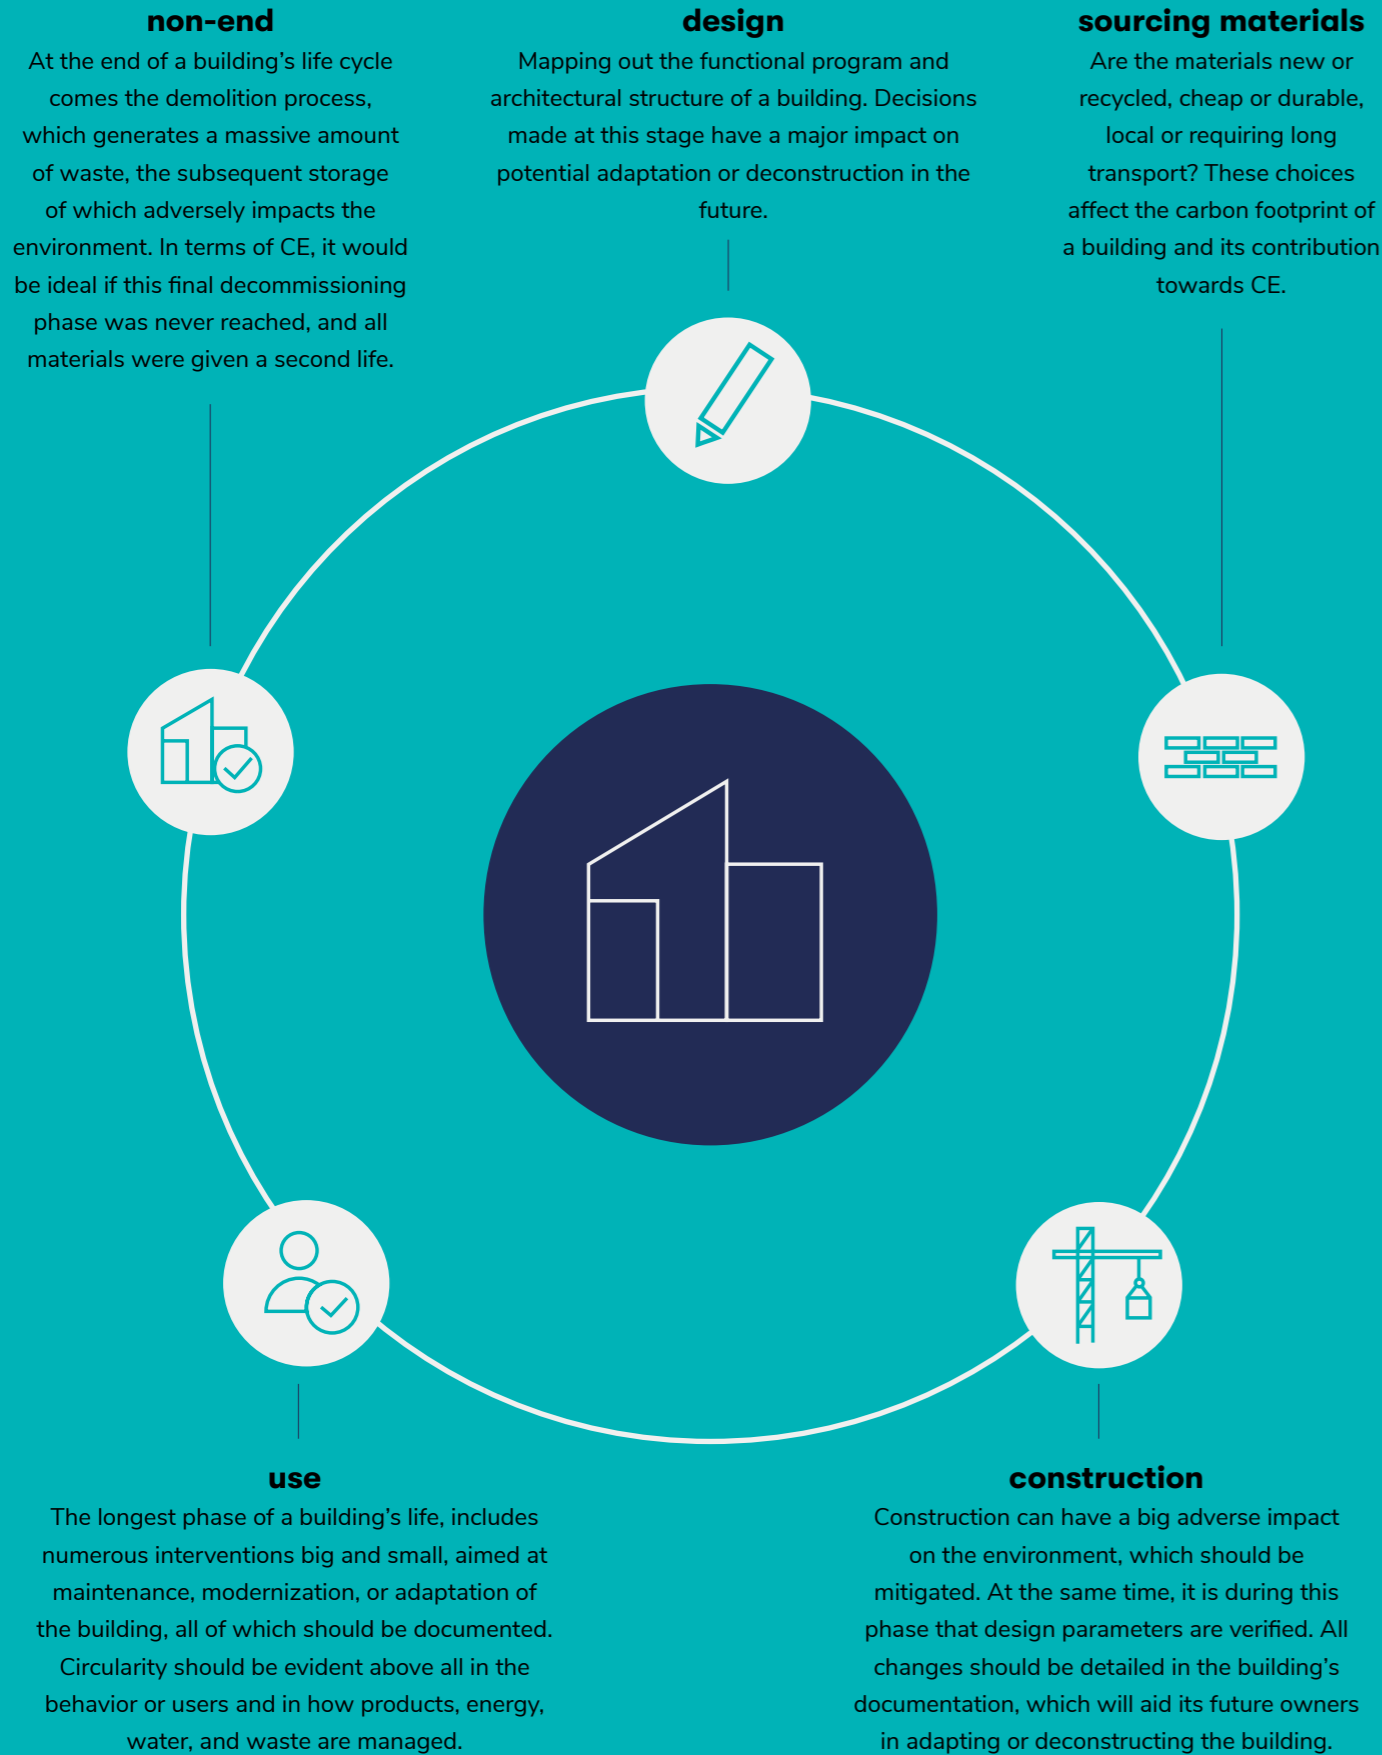 non-end
At the end of a building’s life cycle
comes the demolition process,
which generates a massive amount
of waste, the subsequent storage
of which adversely impacts the
environment. In terms of CE, it would
be ideal if this final decommissioning
phase was never reached, and all
materials were given a second life.
design
Mapping out the functional program and
architectural structure of a building. Decisions
made at this stage have a major impact on
potential adaptation or deconstruction in the
future.
sourcing materials
Are the materials new or
recycled, cheap or durable,
local or requiring long
transport? These choices
affect the carbon footprint of
a building and its contribution
towards CE.
use
The longest phase of a building’s life, includes
numerous interventions big and small, aimed at
maintenance, modernization, or adaptation of
the building, all of which should be documented.
Circularity should be evident above all in the
behavior or users and in how products, energy,
water, and waste are managed.
construction
Construction can have a big adverse impact
on the environment, which should be
mitigated. At the same time, it is during this
phase that design parameters are verified. All
changes should be detailed in the building’s
documentation, which will aid its future owners
in adapting or deconstructing the building.